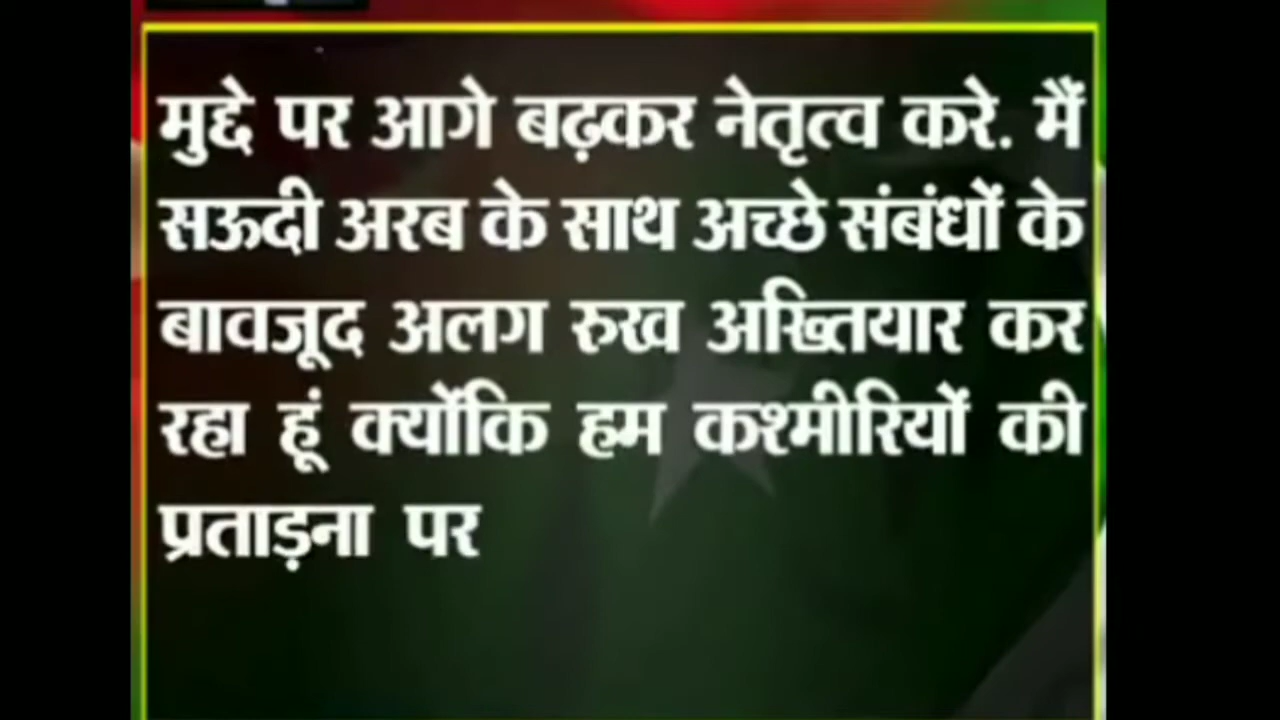 मुद्दे पर आगे बढ़कर नेतृत्व करे. मैं
सऊदी अरब के साथ अच्छे संबंधों के
बावजूद अलग रुख अख्तियार कर
रहा हूं क्योंकि हम कश्मीरियों की
प्रताड़ना पर